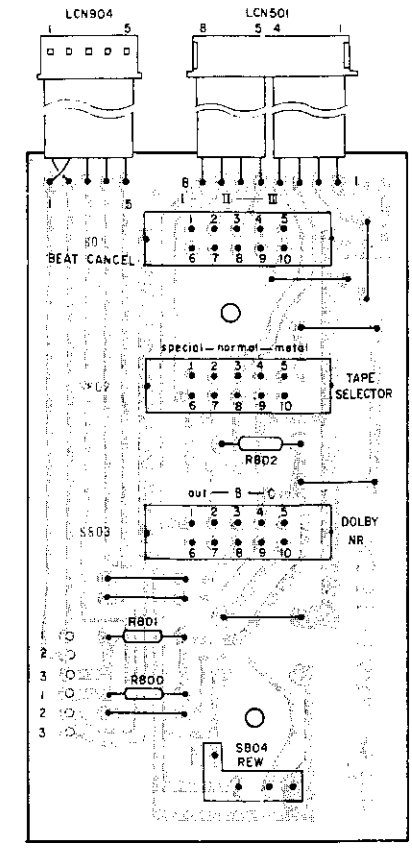 LCN904
LCN501
1 5
8 5 4 1
1 5
8 1
I — II — III
BEAT CANCEL
1 2 3 4 5
6 7 8 9 10
special — normal — metal
1 2 3 4 5
6 7 8 9 10
TAPE
SELECTOR
R802
out — B — C
S803
1 2 3 4 5
6 7 8 9 10
DOLBY
NR
R801
1
2
3
R800
1
2
3
S804
REW